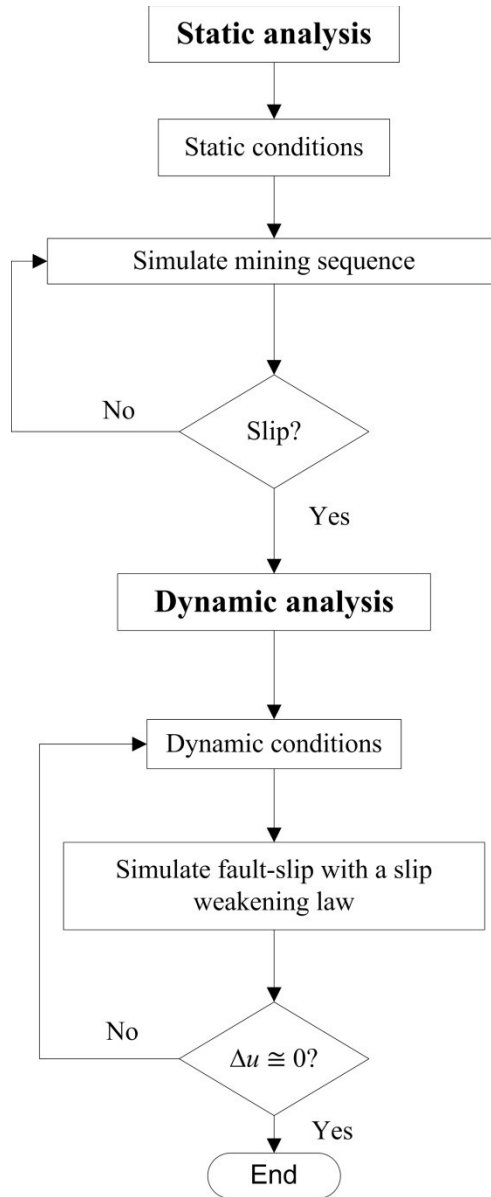 Static analysis
Static conditions
Simulate mining sequence
No
Slip?
Yes
Dynamic analysis
Dynamic conditions
Simulate fault-slip with a slip
weakening law
No
Δu ≅ 0?
Yes
End